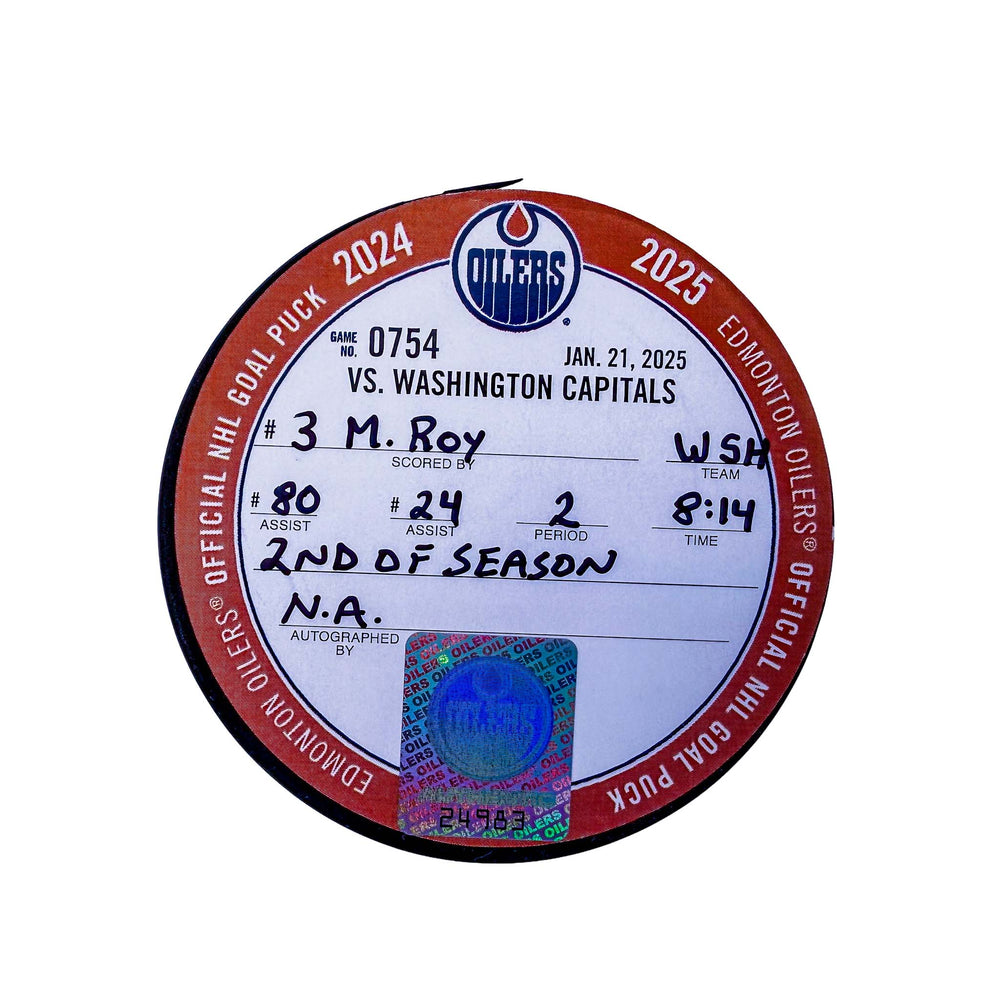 2024
2025
OILERS
GAME NO. 0754 JAN. 21, 2025
VS. WASHINGTON CAPITALS
# 3 M. ROY WSH
SCORED BY TEAM
# 80 # 24 2 8:14
ASSIST ASSIST PERIOD TIME
2ND OF SEASON
N.A.
AUTOGRAPHED BY
EDMONTON OILERS® OFFICIAL NHL GOAL PUCK
EDMONTON OILERS® OFFICIAL NHL GOAL PUCK
OILERS
24983